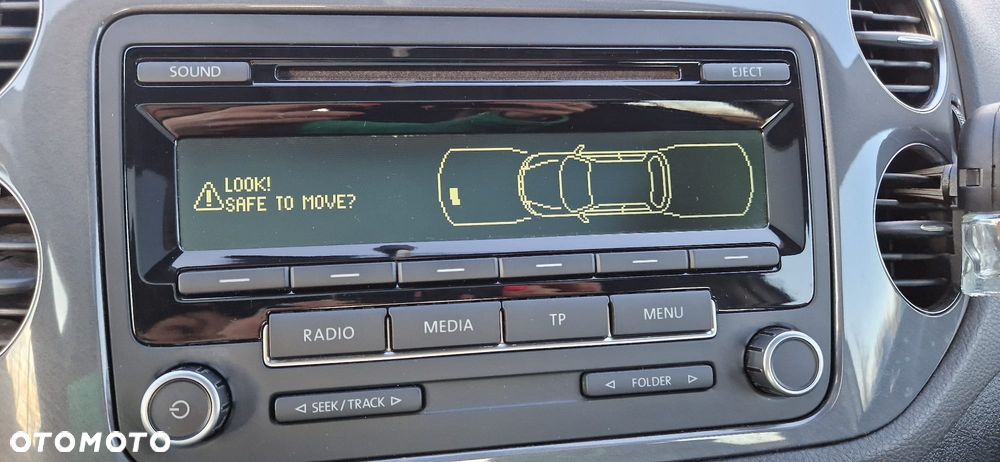 SOUND
EJECT
LOOK!
SAFE TO MOVE?
RADIO
MEDIA
TP
MENU
SEEK/TRACK
FOLDER
OTOMOTO